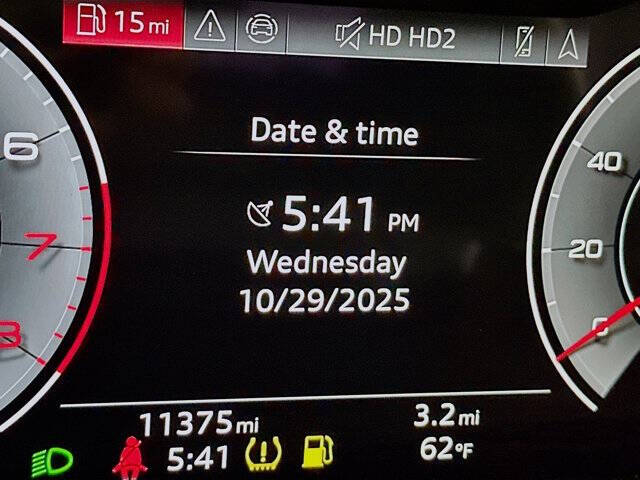 15 mi HD HD2
Date & time
5:41 PM
Wednesday
10/29/2025
6
7
8
40
20
0
11375 mi 3.2 mi
5:41 62°F